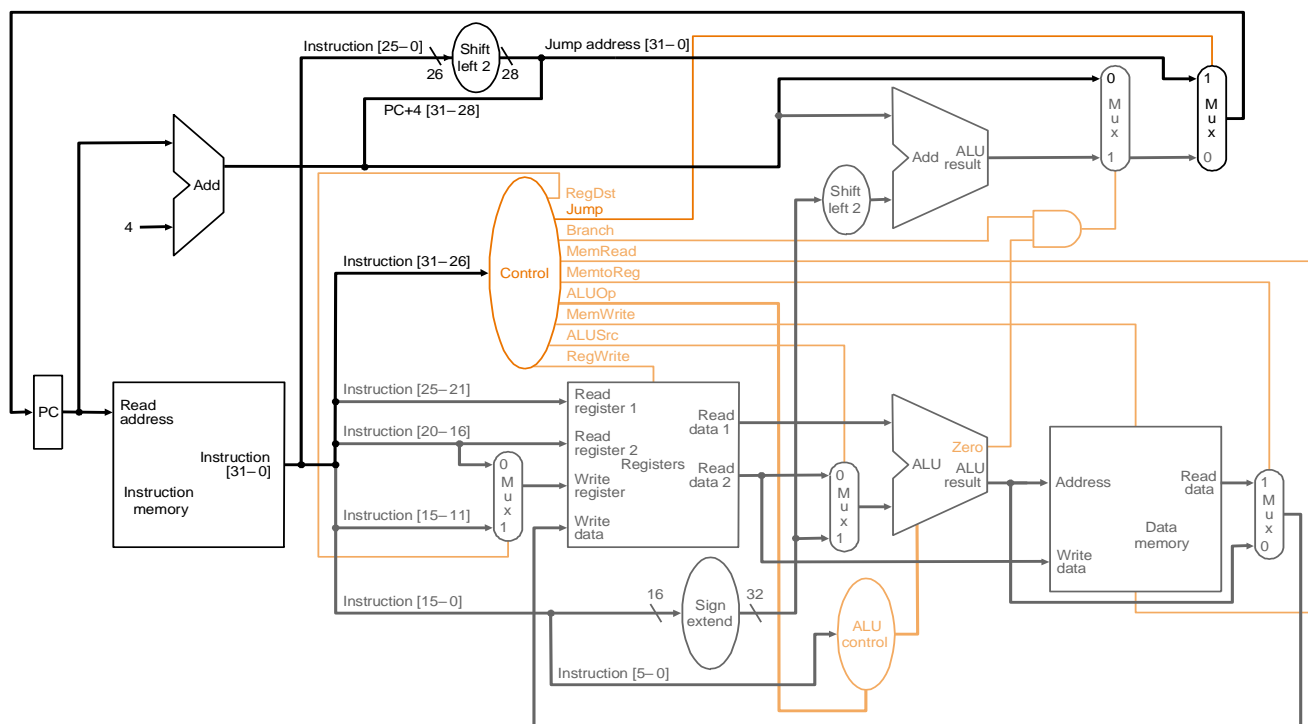 Instruction [25–0]
Shift
left 2
Jump address [31–0]
26
28
PC+4 [31–28]
0
M
u
x
1
1
M
u
x
0
Add
4
Add
ALU
result
Shift
left 2
RegDst
Jump
Branch
MemRead
MemtoReg
ALUOp
MemWrite
ALUSrc
RegWrite
Control
Instruction [31–26]
PC
Read
address
Instruction
[31–0]
Instruction
memory
Instruction [25–21]
Instruction [20–16]
Instruction [15–11]
0
M
u
x
1
Read
register 1
Read
register 2
Write
register
Write
data
Registers
Read
data 1
Read
data 2
0
M
u
x
1
Zero
ALU
ALU
result
Address
Write
data
Read
data
Data
memory
1
M
u
x
0
Instruction [15–0]
16
Sign
extend
32
ALU
control
Instruction [5–0]